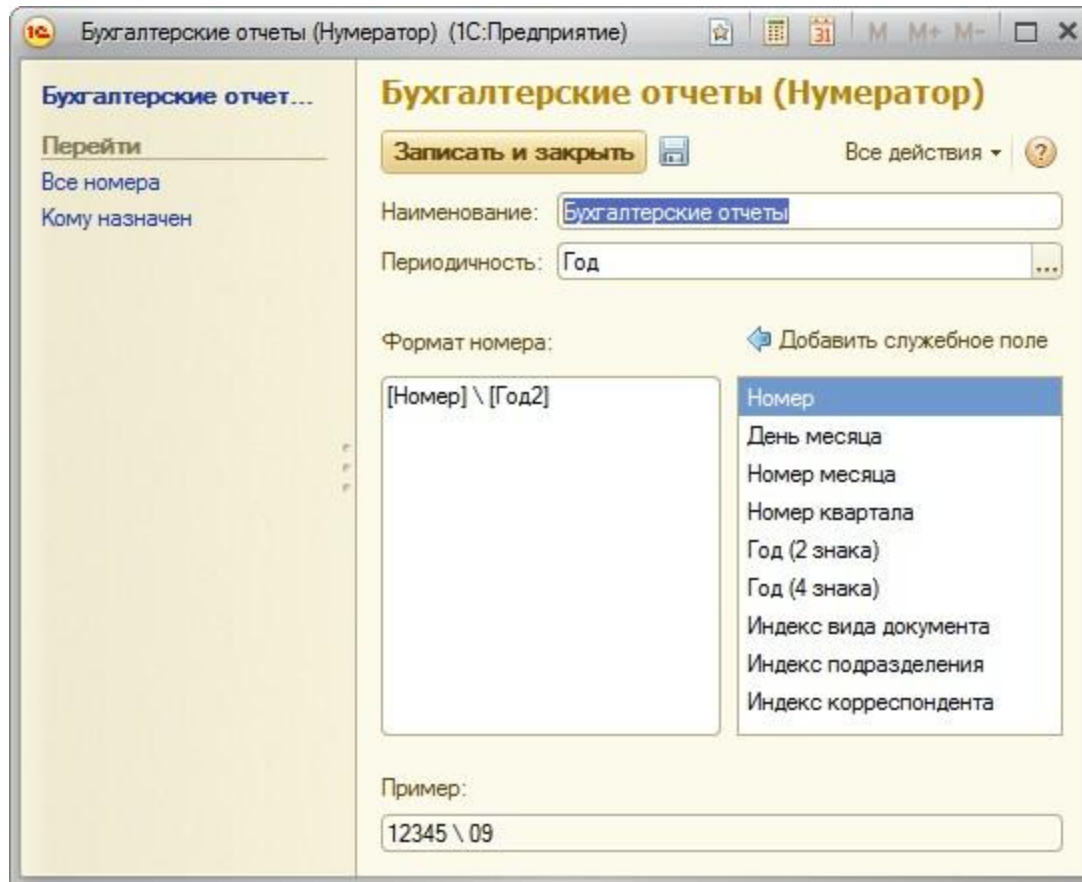 Бухгалтерские отчеты (Нумератор) (1С:Предприятие)
31 M M+ M-
Бухгалтерские отчет...
Перейти
Все номера
Кому назначен
Бухгалтерские отчеты (Нумератор)
Записать и закрыть
Все действия
?
Наименование: Бухгалтерские отчеты
Периодичность: Год ...
Формат номера:
Добавить служебное поле
[Номер] \ [Год2]
Номер
День месяца
Номер месяца
Номер квартала
Год (2 знака)
Год (4 знака)
Индекс вида документа
Индекс подразделения
Индекс корреспондента
Пример:
12345 \ 09